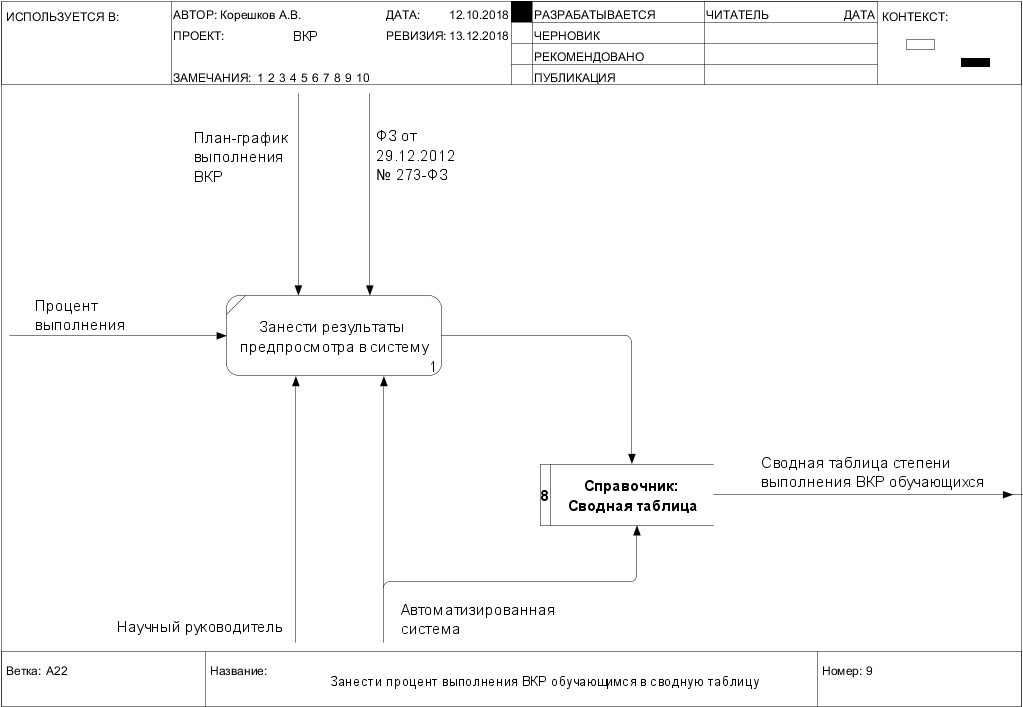 ИСПОЛЬЗУЕТСЯ В:
АВТОР: Корешков А.В.
ДАТА: 12.10.2018
ПРОЕКТ: ВКР
РЕВИЗИЯ: 13.12.2018
ЗАМЕЧАНИЯ: 1 2 3 4 5 6 7 8 9 10
РАЗРАБАТЫВАЕТСЯ
ЧЕРНОВИК
РЕКОМЕНДОВАНО
ПУБЛИКАЦИЯ
ЧИТАТЕЛЬ ДАТА
КОНТЕКСТ:
План-график
выполнения
ВКР
ФЗ от
29.12.2012
№ 273-ФЗ
Процент
выполнения
Занести результаты
предпросмотра в систему
1
Сводная таблица степени
выполнения ВКР обучающихся
8
Справочник:
Сводная таблица
Научный руководитель
Автоматизированная
система
Ветка: A22
Название:
Занести процент выполнения ВКР обучающимся в сводную таблицу
Номер: 9